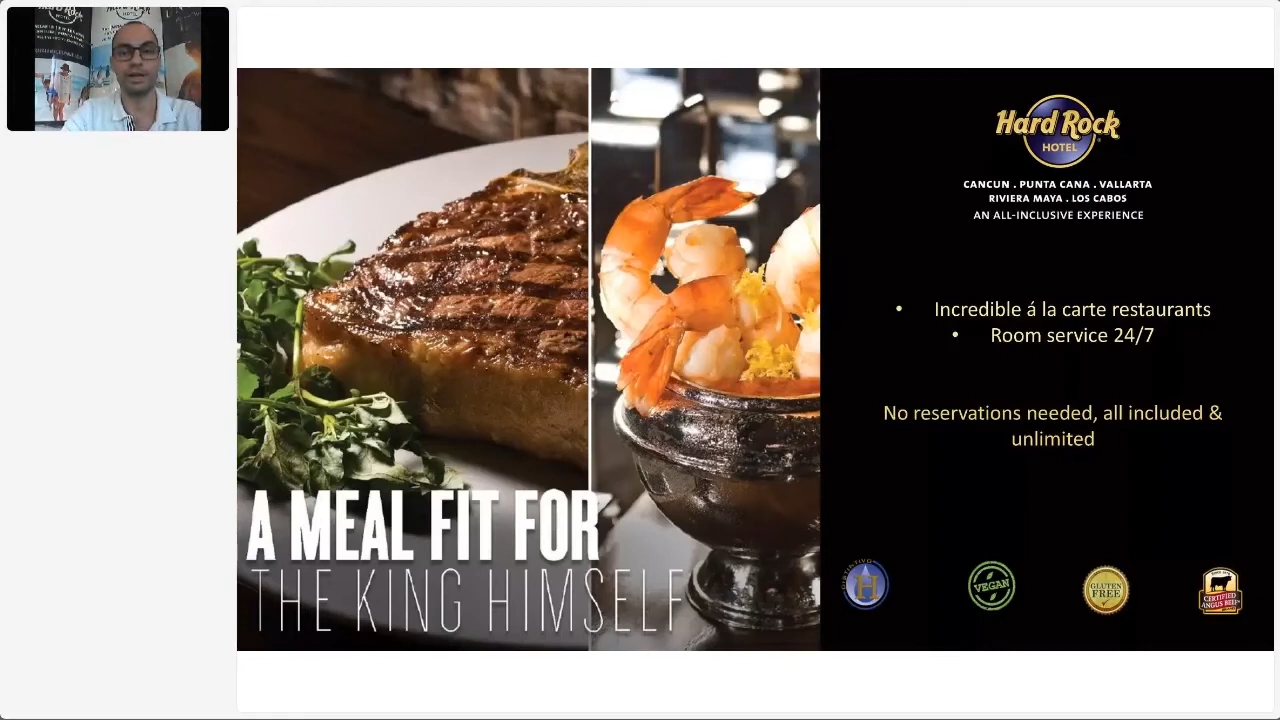 Hard Rock
HOTEL
CANCUN . PUNTA CANA . VALLARTA
RIVIERA MAYA . LOS CABOS
AN ALL-INCLUSIVE EXPERIENCE
• Incredible á la carte restaurants
• Room service 24/7
No reservations needed, all included &
unlimited
A MEAL FIT FOR
THE KING HIMSELF
DISTINTIVO
H
VEGAN
GLUTEN
FREE
CERTIFIED
ANGUS BEEF